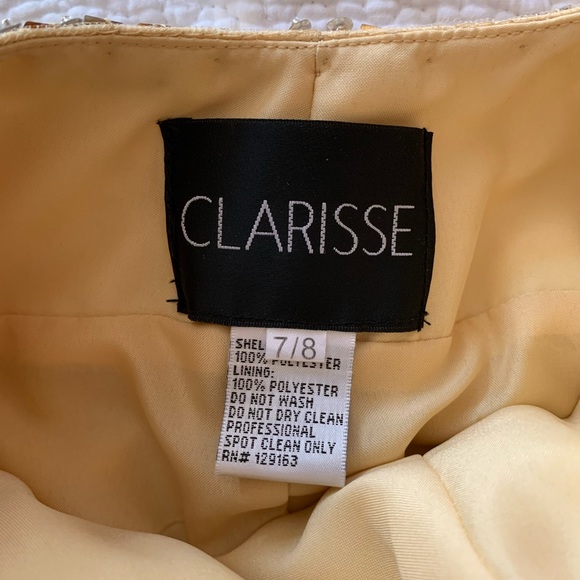 CLARISSE
7/8
SHEL
100% POLYESTER
LINING:
100% POLYESTER
DO NOT WASH
DO NOT DRY CLEAN
PROFESSIONAL
SPOT CLEAN ONLY
RN# 129163